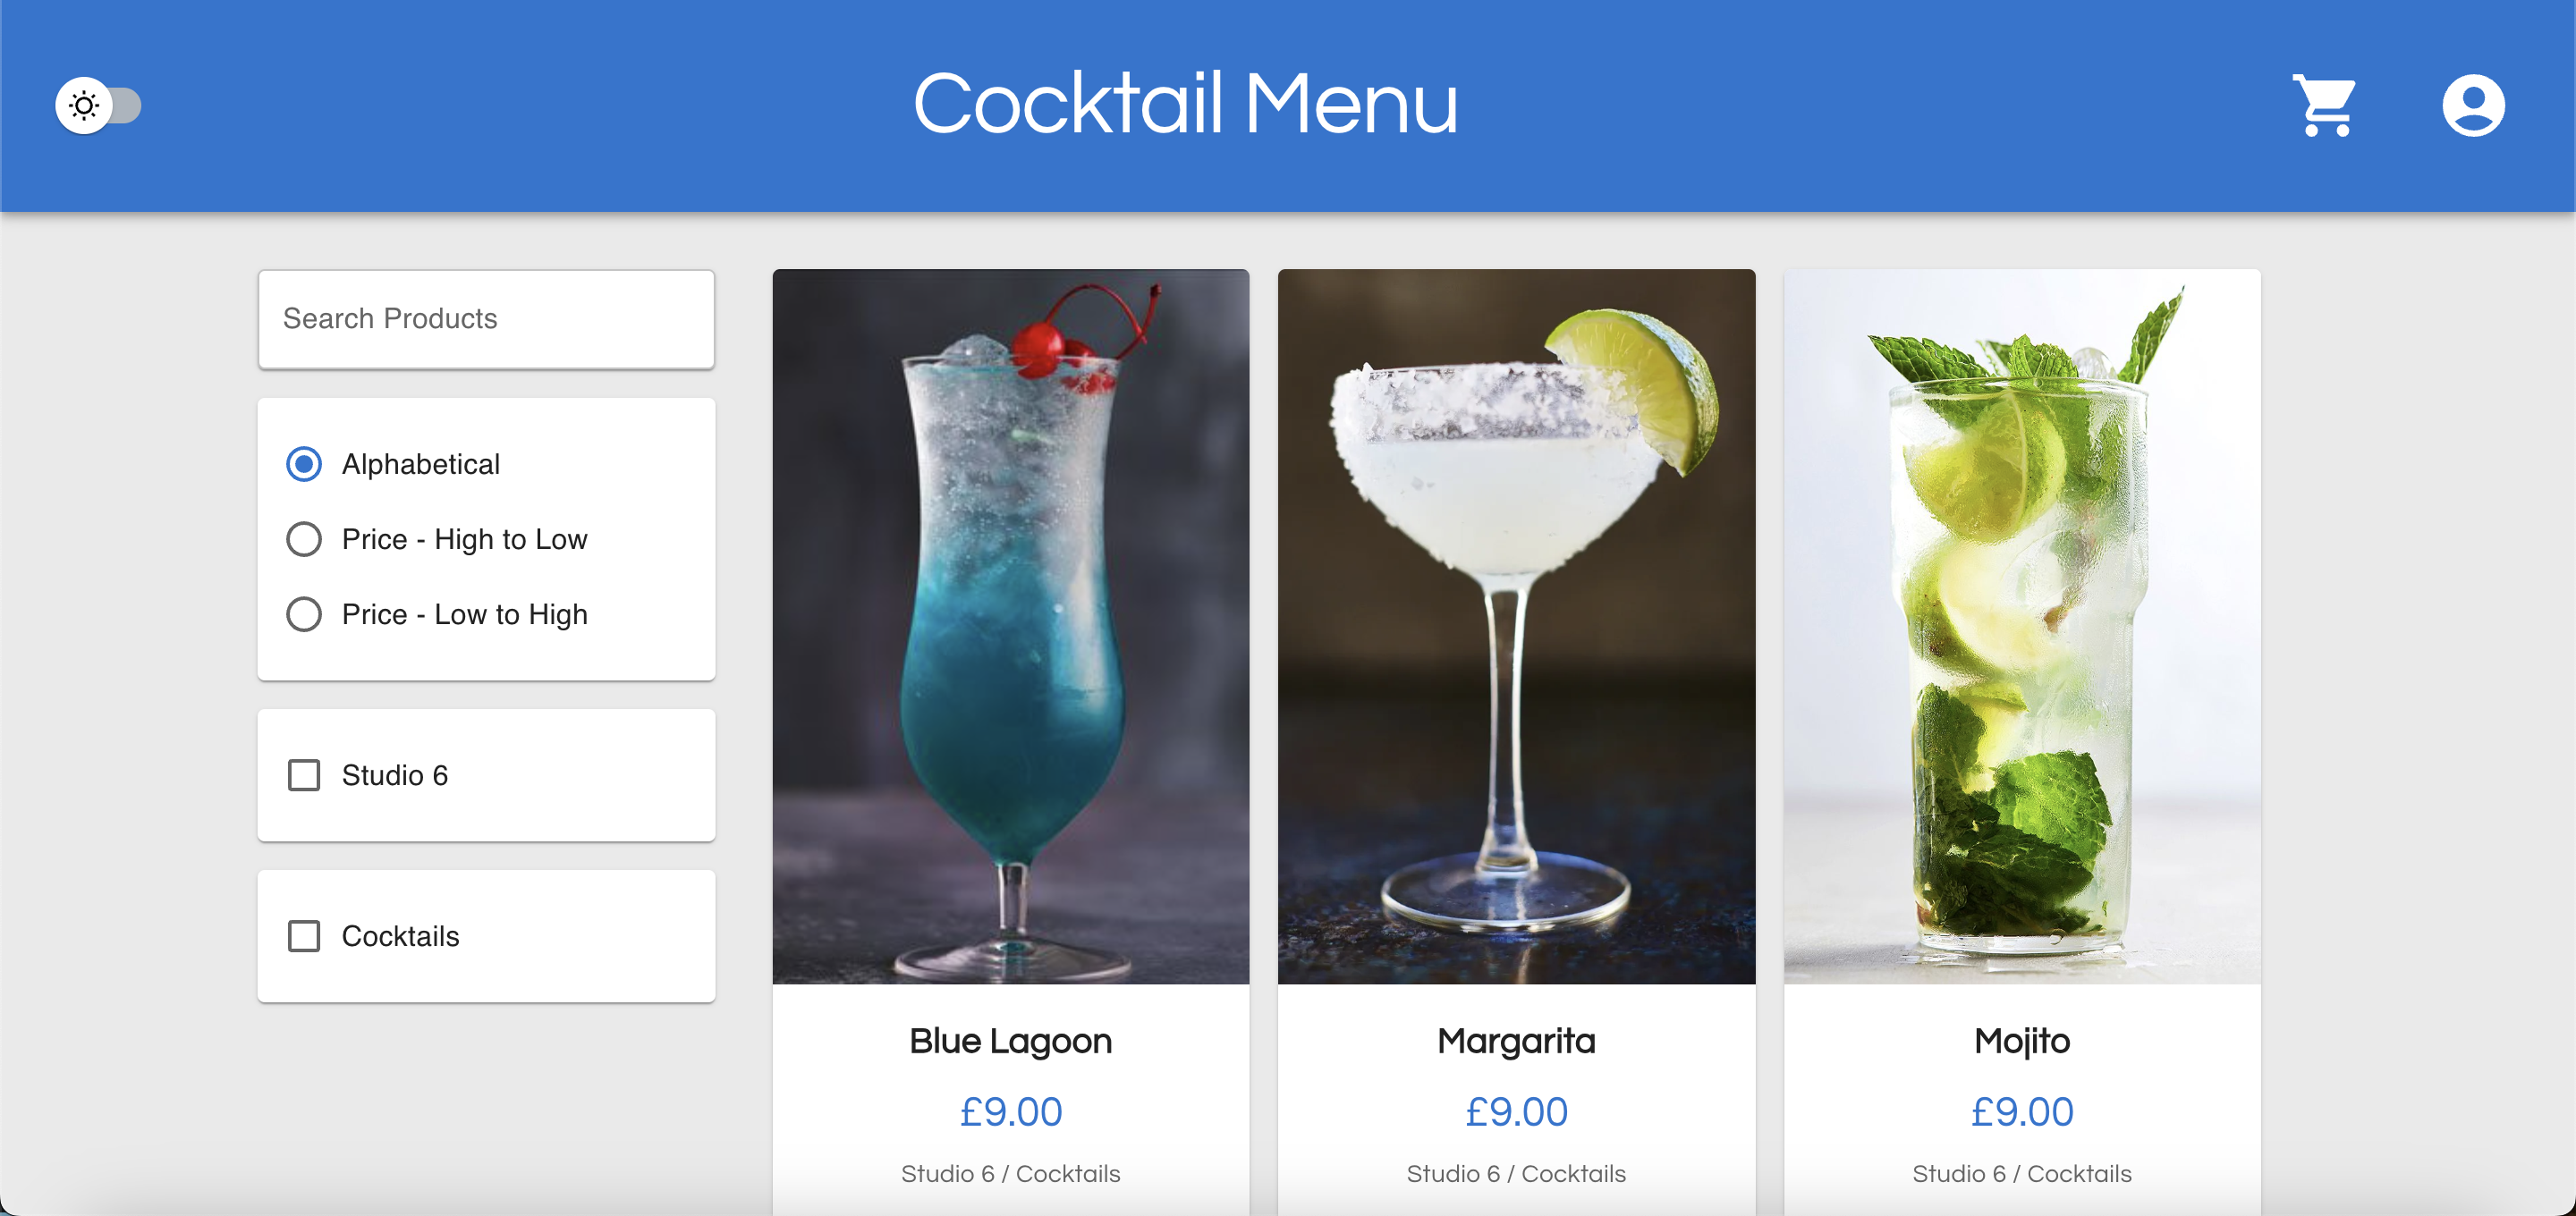 Cocktail Menu
Search Products
Alphabetical
Price - High to Low
Price - Low to High
Studio 6
Cocktails
Blue Lagoon
£9.00
Studio 6 / Cocktails
Margarita
£9.00
Studio 6 / Cocktails
Mojito
£9.00
Studio 6 / Cocktails